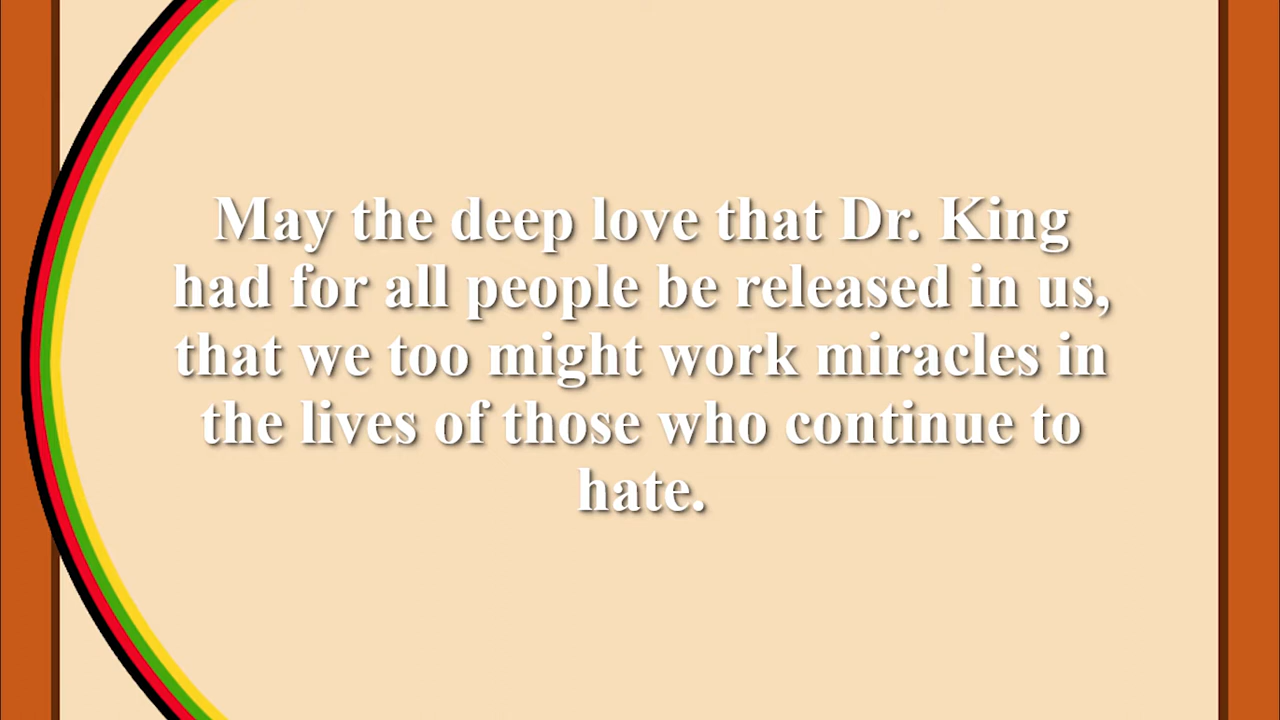 May the deep love that Dr. King
had for all people be released in us,
that we too might work miracles in
the lives of those who continue to
hate.